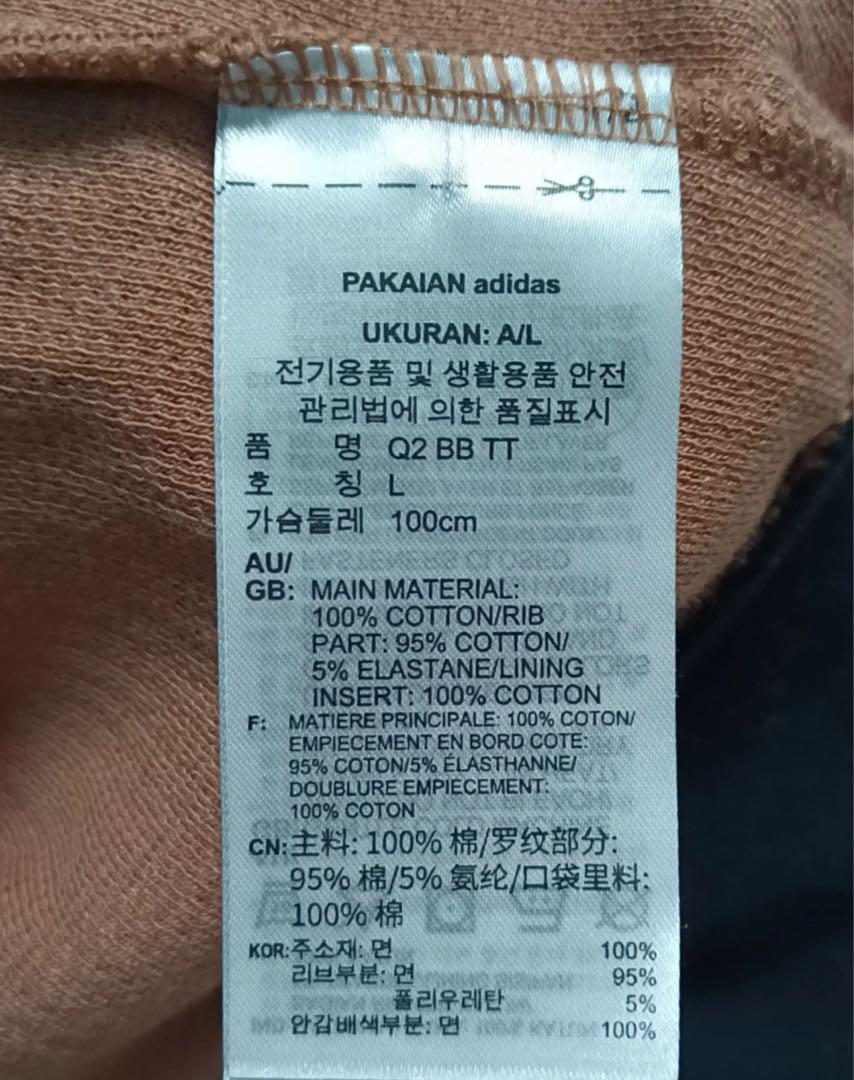 PAKAIAN adidas
UKURAN: A/L
전기용품 및 생활용품 안전
관리법에 의한 품질표시
품 명 Q2 BB TT
호 칭 L
가슴둘레 100cm
AU/
GB: MAIN MATERIAL:
100% COTTON/RIB
PART: 95% COTTON/
5% ELASTANE/LINING
INSERT: 100% COTTON
F: MATIERE PRINCIPALE: 100% COTON/
EMPIECEMENT EN BORD COTE:
95% COTON/5% ÉLASTHANNE/
DOUBLURE EMPIECEMENT:
100% COTON
CN: 主料: 100% 棉/罗纹部分:
95% 棉/5% 氨纶/口袋里料:
100% 棉
KOR: 주소재: 면 100%
리브부분: 면 95%
폴리우레탄 5%
안감배색부분: 면 100%